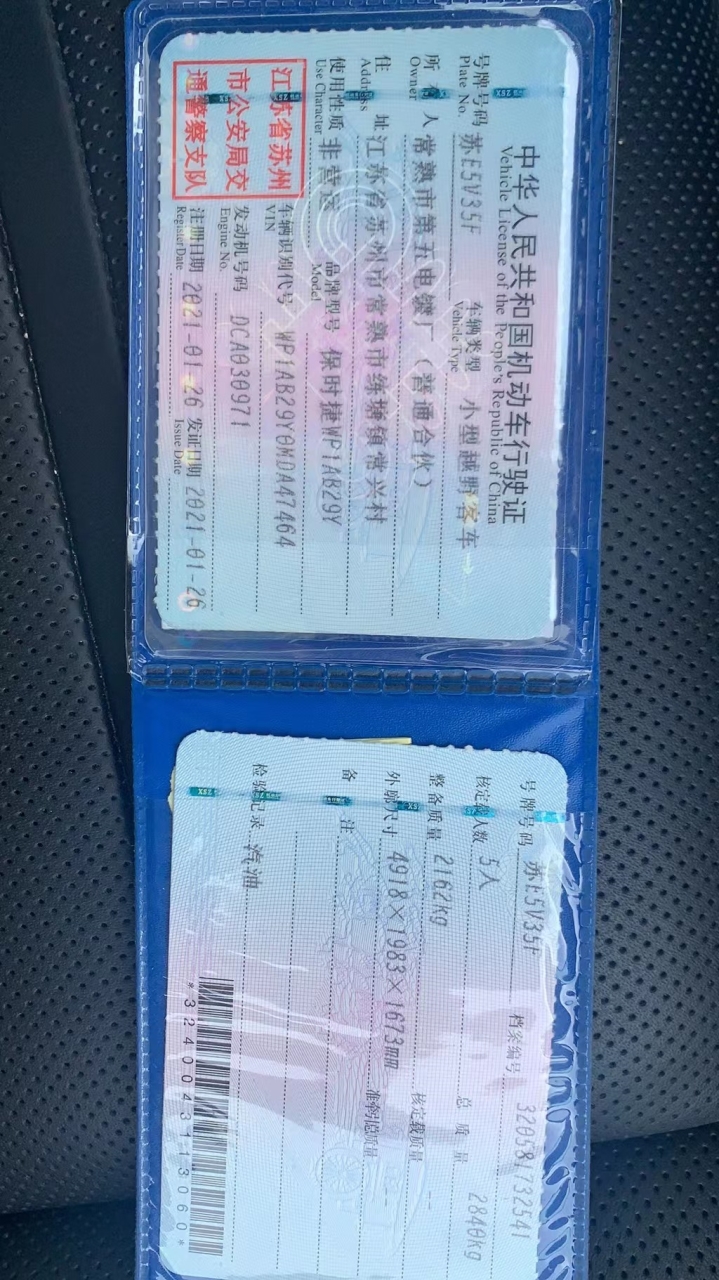 中华人民共和国机动车行驶证
Vehicle License of the People's Republic of China
号牌号码 苏E5V35F 车辆类型 小型越野客车
Plate No. Vehicle Type
所有人 常熟市第五电镀厂（普通合伙）
Owner
住址 江苏省苏州市常熟市练塘镇常兴村
Address
使用性质 非营运 品牌型号 保时捷WP1AB29Y
Use Character Model
江苏省苏州
市公安局交
通警察支队
车辆识别代号 WP1AB29Y0MDA47464
VIN
发动机号码 DCA030971
Engine No.
注册日期 2021-01-26 发证日期 2021-01-26
Register Date Issue Date
号牌号码 苏E5V35F 档案编号 320581732541
核定载人数 5人 总质量 2840kg
整备质量 2162kg 核定载质量 --
外廓尺寸 4918×1983×1673mm 准牵引总质量 --
备注
检验记录 汽油
*3240043113060*